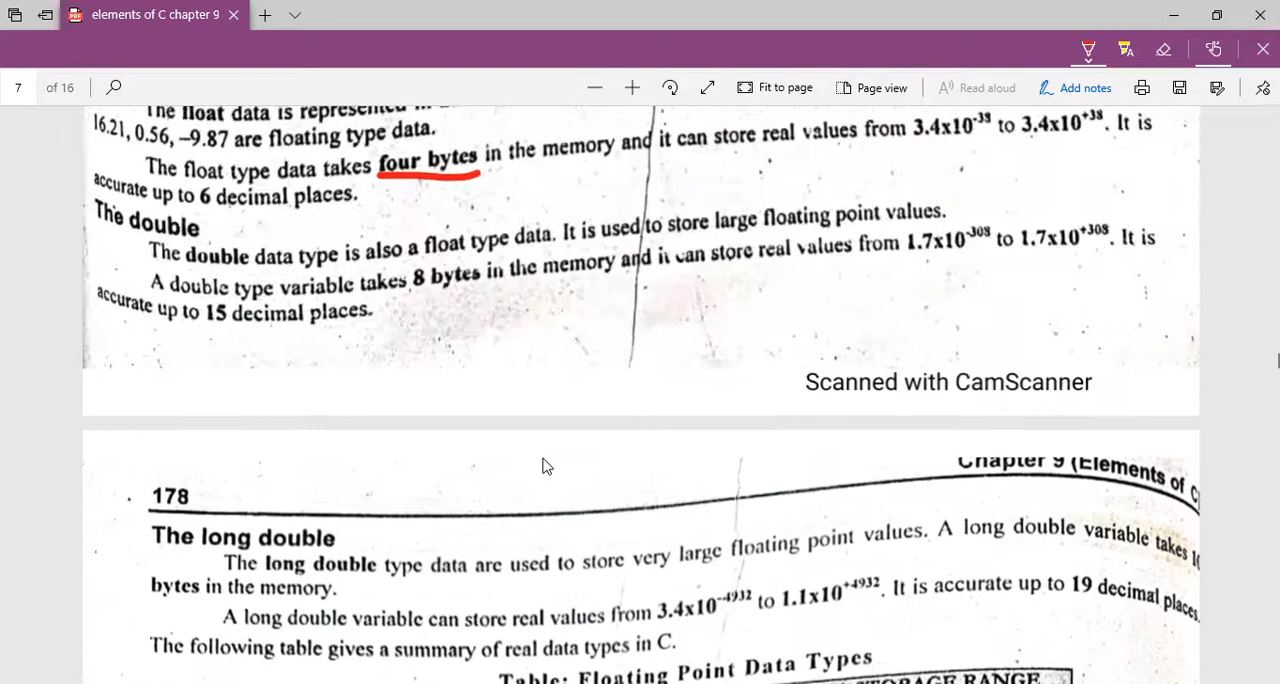 elements of C chapter 9
7 of 16
Fit to page
Page view
Read aloud
Add notes
The float data is represented
16.21, 0.56, –9.87 are floating type data.
The float type data takes four bytes in the memory and it can store real values from 3.4x10-38 to 3.4x10+38. It is
accurate up to 6 decimal places.
The double
The double data type is also a float type data. It is used to store large floating point values.
A double type variable takes 8 bytes in the memory and it can store real values from 1.7x10-308 to 1.7x10+308. It is
accurate up to 15 decimal places.
Scanned with CamScanner
178
Chapter 9 (Elements of C
The long double
The long double type data are used to store very large floating point values. A long double variable takes 10
bytes in the memory.
A long double variable can store real values from 3.4x10-4932 to 1.1x10+4932. It is accurate up to 19 decimal places.
The following table gives a summary of real data types in C.
Table: Floating Point Data Types
STORAGE RANGE